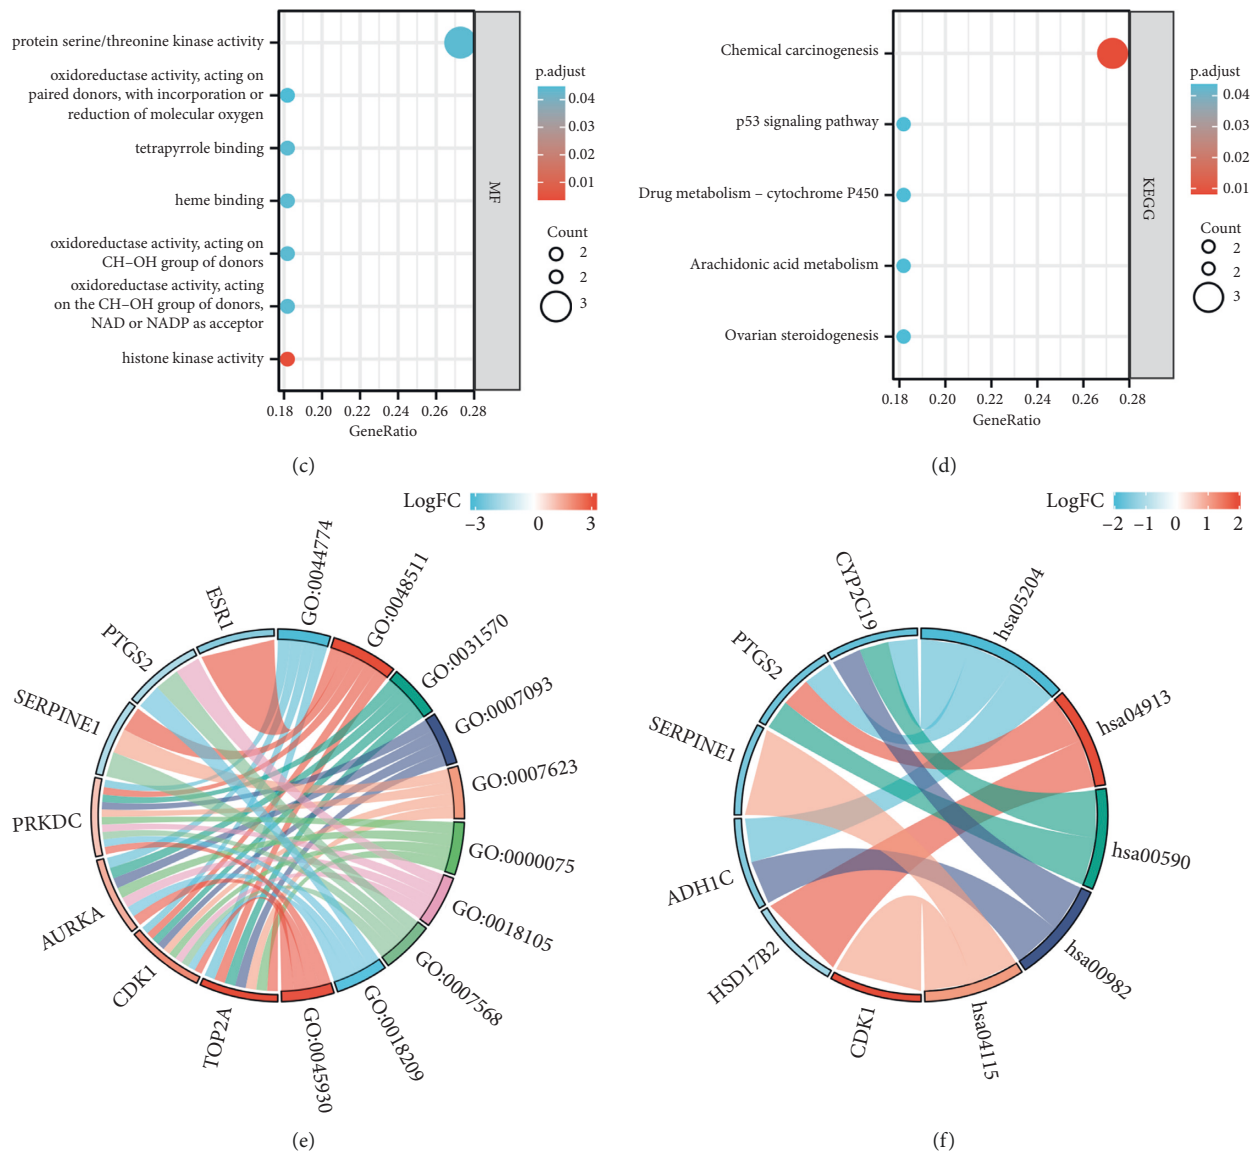 protein serine/threonine kinase activity
oxidoreductase activity, acting on
paired donors, with incorporation or
reduction of molecular oxygen
tetrapyrrole binding
heme binding
oxidoreductase activity, acting on
CH–OH group of donors
oxidoreductase activity, acting
on the CH–OH group of donors,
NAD or NADP as acceptor
histone kinase activity
0.18 0.20 0.22 0.24 0.26 0.28
GeneRatio
MF
p.adjust
0.04
0.03
0.02
0.01
Count
2
2
3
(c)
Chemical carcinogenesis
p53 signaling pathway
Drug metabolism – cytochrome P450
Arachidonic acid metabolism
Ovarian steroidogenesis
0.18 0.20 0.22 0.24 0.26 0.28
GeneRatio
KEGG
p.adjust
0.04
0.03
0.02
0.01
Count
2
2
3
(d)
LogFC
–3 0 3
GO:0044774
GO:0048511
GO:0031570
GO:0007093
GO:0007623
GO:0000075
GO:0018105
GO:0007568
GO:0018209
GO:0045930
TOP2A
CDK1
AURKA
PRKDC
SERPINE1
PTGS2
ESR1
(e)
LogFC
–2 –1 0 1 2
hsa05204
hsa04913
hsa00590
hsa00982
hsa04115
CDK1
HSD17B2
ADH1C
SERPINE1
PTGS2
CYP2C19
(f)